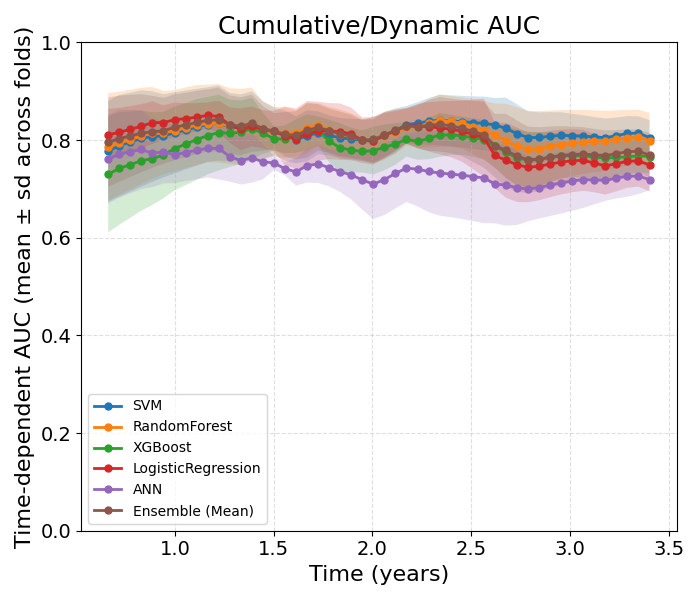 Cumulative/Dynamic AUC
Time-dependent AUC (mean ± sd across folds)
1.0
0.8
0.6
0.4
0.2
0.0
SVM
RandomForest
XGBoost
LogisticRegression
ANN
Ensemble (Mean)
1.0 1.5 2.0 2.5 3.0 3.5
Time (years)